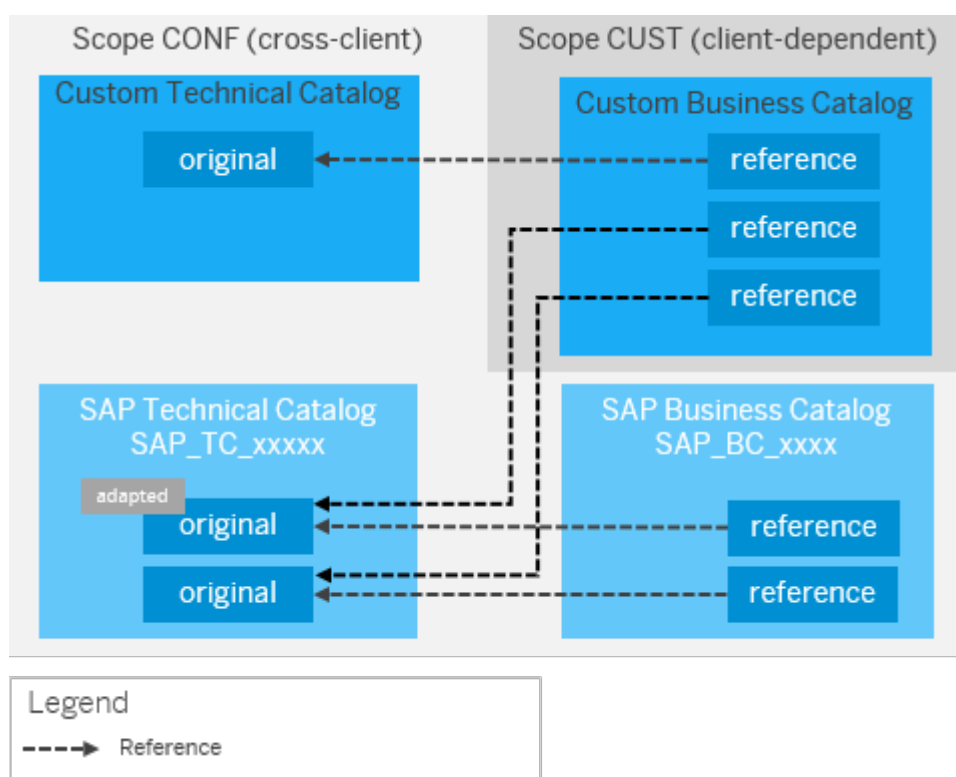 Scope CONF (cross-client)
Scope CUST (client-dependent)
Custom Technical Catalog
original
Custom Business Catalog
reference
reference
reference
SAP Technical Catalog
SAP_TC_xxxxx
adapted
original
original
SAP Business Catalog
SAP_BC_xxxx
reference
reference
Legend
Reference